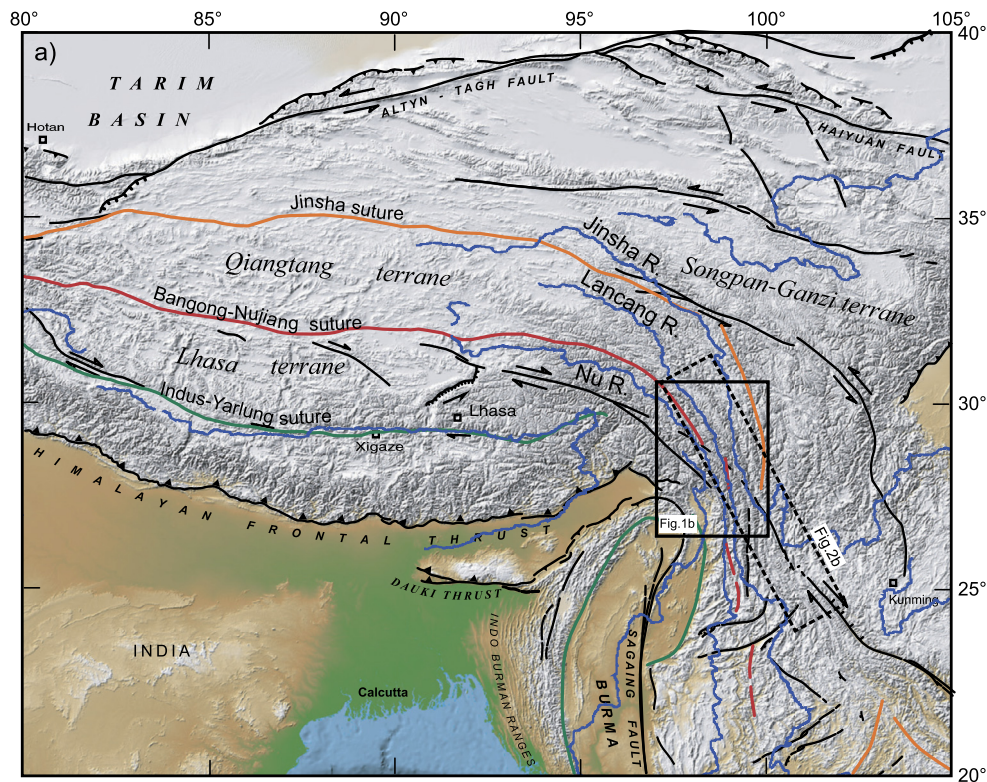 80° 85° 90° 95° 100° 105°
40°
a)
TARIM
BASIN
Hotan
ALTYN - TAGH FAULT
HAIYUAN FAULT
35°
Jinsha suture
Jinsha R.
Qiangtang terrane
Songpan-Ganzi terrane
Lancang R.
Bangong-Nujiang suture
Lhasa terrane
Nu R.
Indus-Yarlung suture
30°
Lhasa
Xigaze
HIMALAYAN FRONTAL THRUST
Fig.1b
Fig.2b
DAUKI THRUST
25°
Kunming
INDIA
INDO BURMAN RANGES
SAGAING FAULT
BURMA
Calcutta
20°